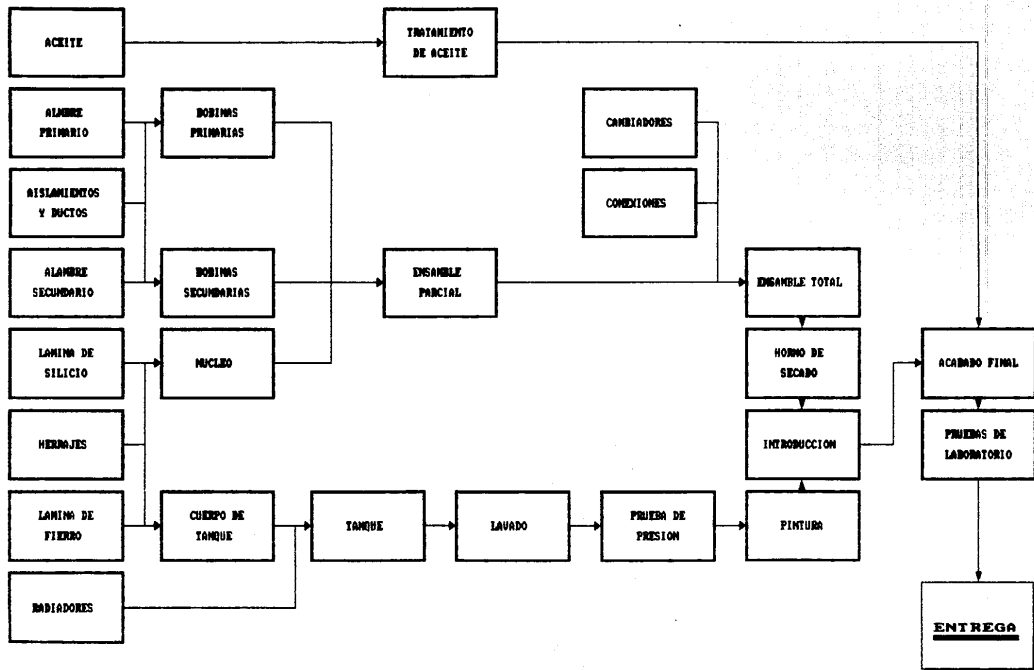 ACEITE
TRATAMIENTO
DE ACEITE
ALMBRE
PRIMARIO
BOBINAS
PRIMARIAS
CAMBIADORES
AISLAMIENTOS
Y DUCTOS
CONEXIONES
ALAMBRE
SECUNDARIO
BOBINAS
SECUNDARIAS
ENSAMBLE
PARCIAL
ENSAMBLE TOTAL
LAMINA DE
SILICIO
NUCLEO
HORNO DE
SECADO
ACABADO FINAL
HERRAJES
INTRODUCCION
PRUEBAS DE
LABORATORIO
LAMINA DE
FIERRO
CUERPO DE
TANQUE
TANQUE
LAVADO
PRUEBA DE
PRESION
PINTURA
RADIADORES
ENTREGA